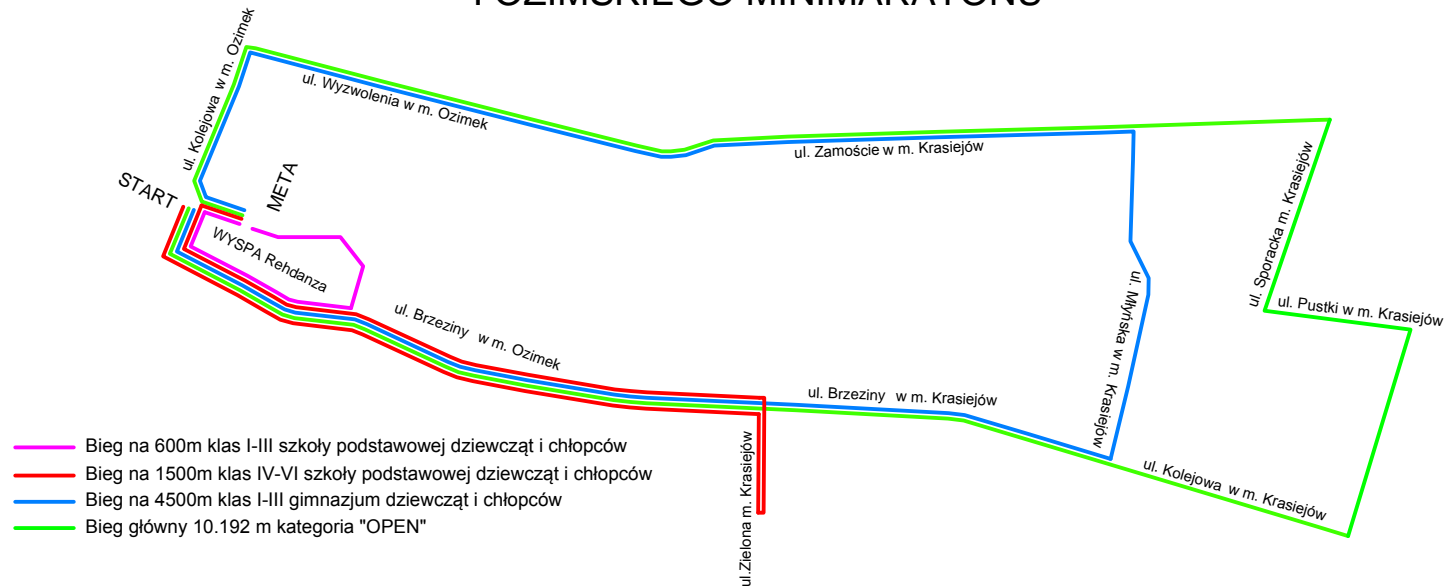 I OZIMSKIEGO MINIMARATONU
ul. Kolejowa w m. Ozimek
ul. Wyzwolenia w m. Ozimek
ul. Zamoście w m. Krasiejów
START
META
WYSPA Rehdanza
ul. Brzeziny w m. Ozimek
ul. Brzeziny w m. Krasiejów
ul. Młyńska w m. Krasiejów
ul. Sporacka m. Krasiejów
ul. Pustki w m. Krasiejów
ul. Kolejowa w m. Krasiejów
ul.Zielona m. Krasiejów
Bieg na 600m klas I-III szkoły podstawowej dziewcząt i chłopców
Bieg na 1500m klas IV-VI szkoły podstawowej dziewcząt i chłopców
Bieg na 4500m klas I-III gimnazjum dziewcząt i chłopców
Bieg główny 10.192 m kategoria "OPEN"